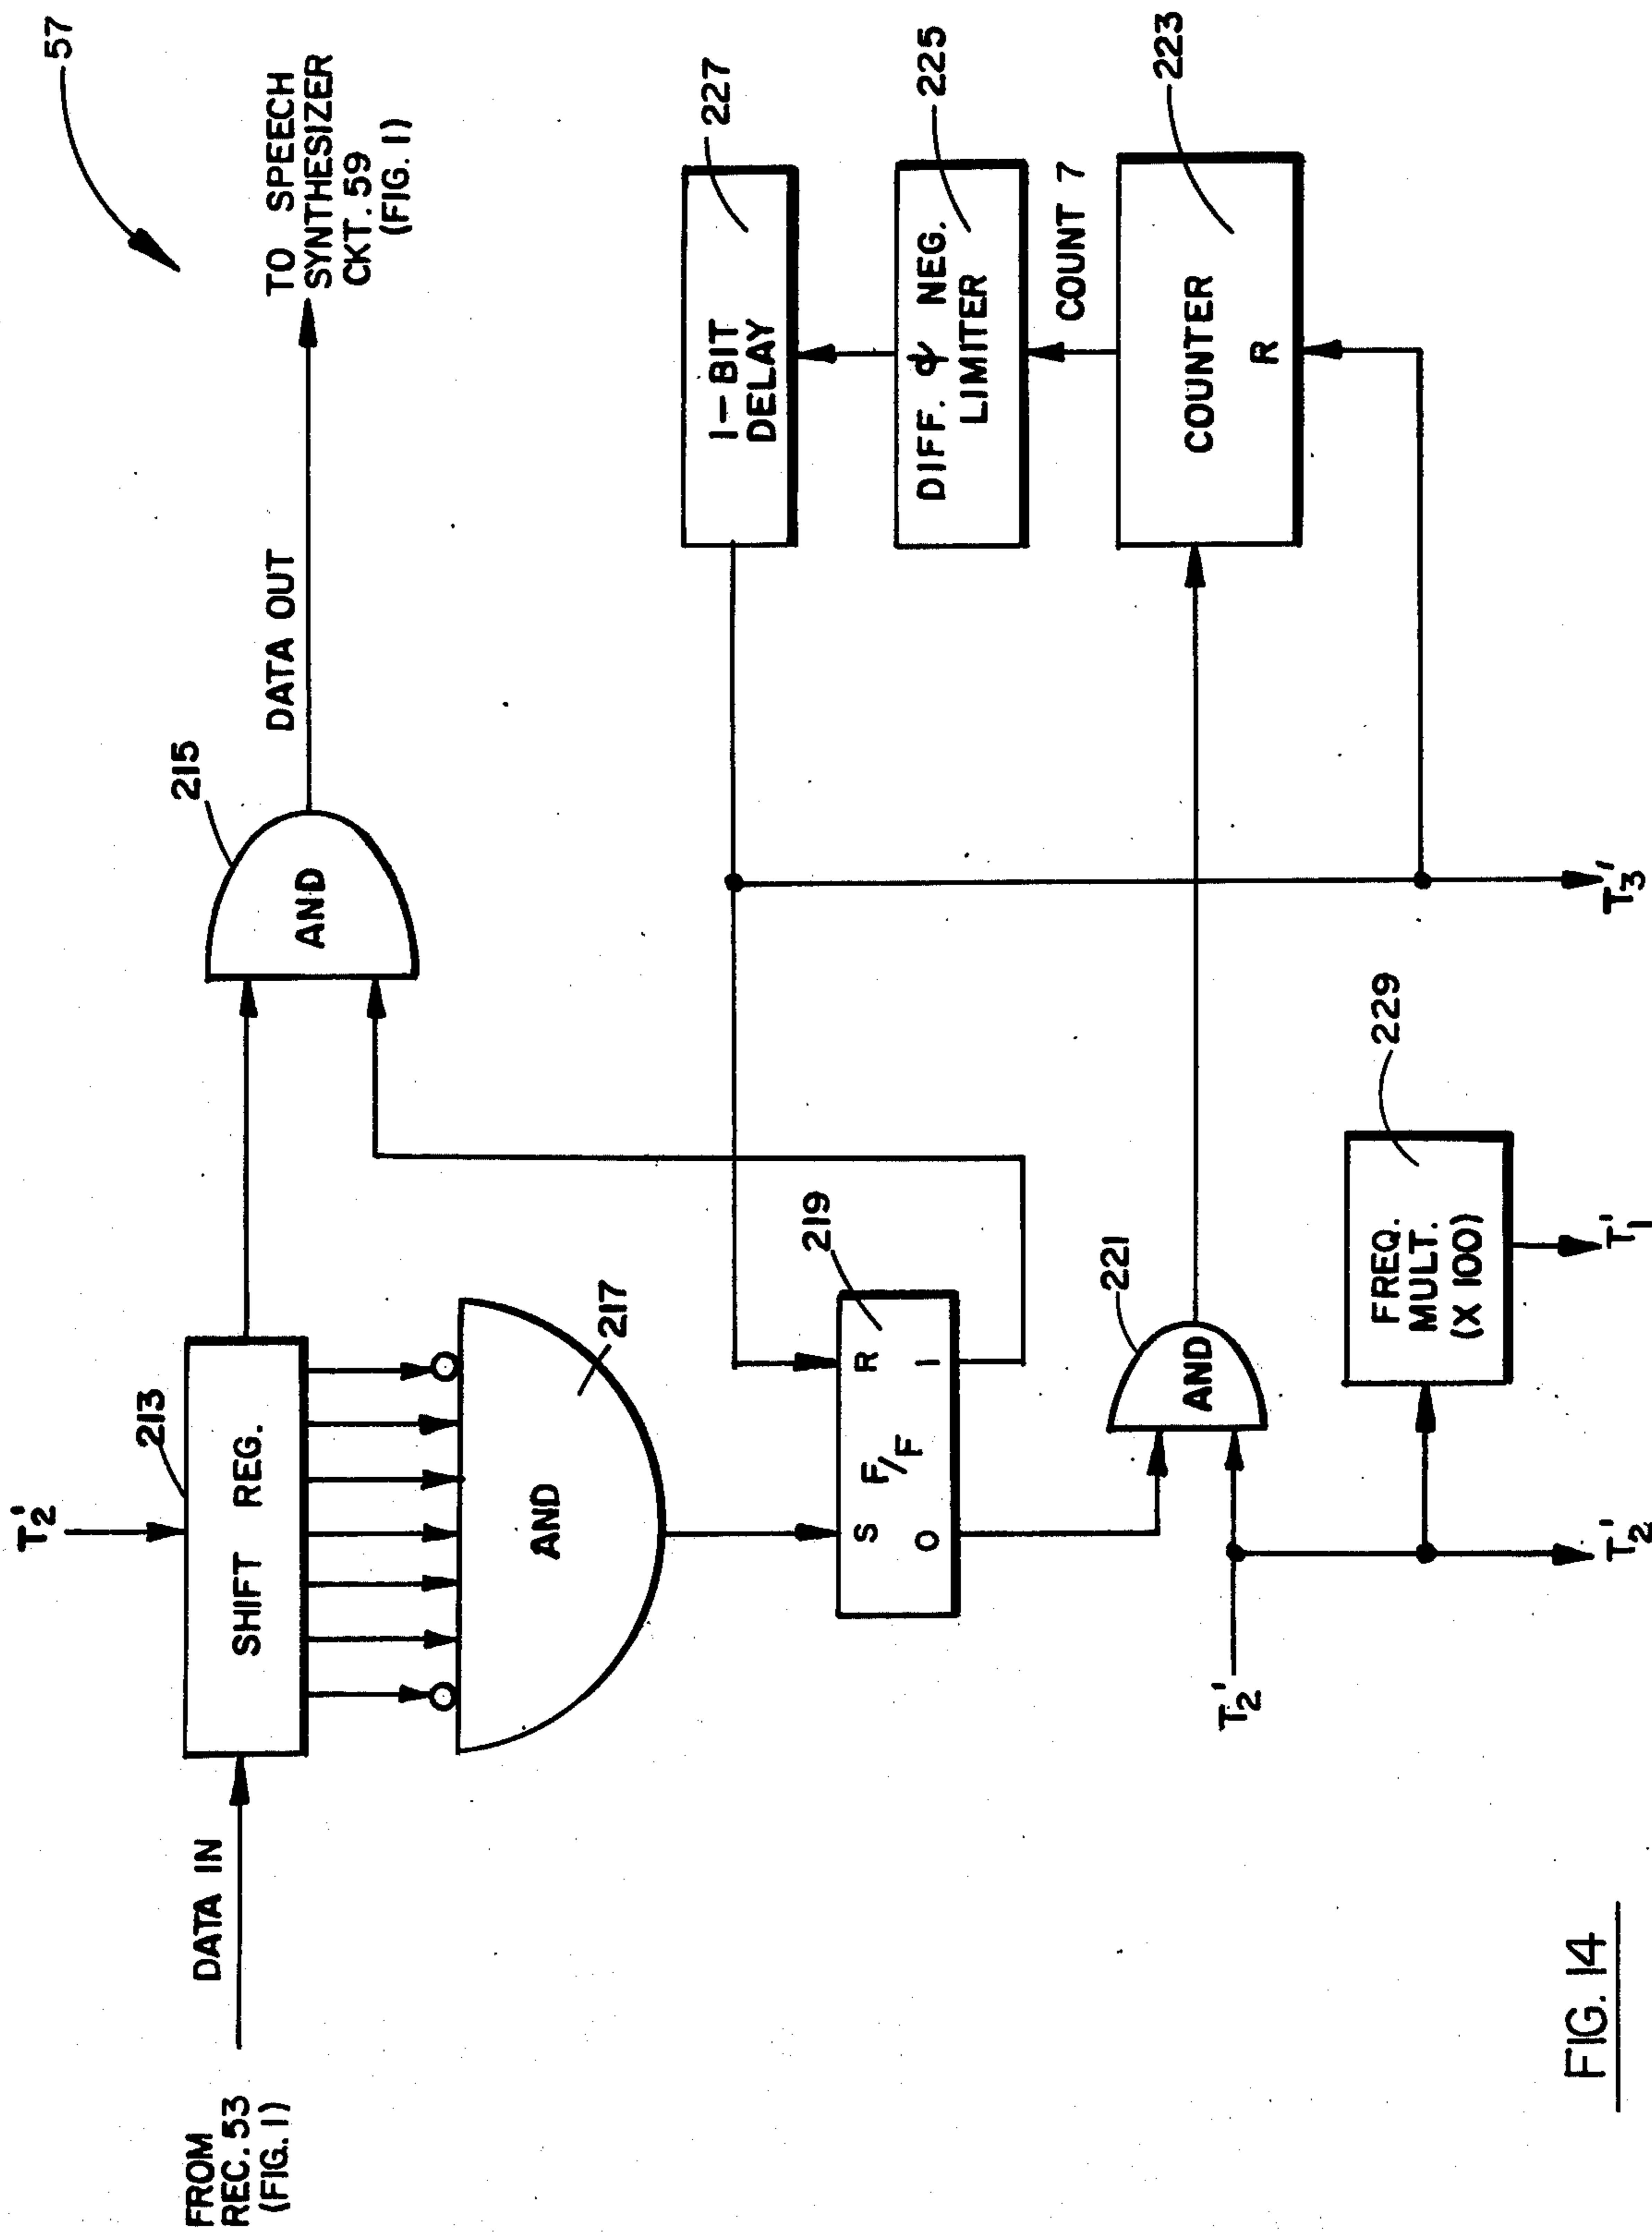 57
TO SPEECH
SYNTHESIZER
CKT. 59
(FIG. 1)
DATA OUT
215
AND
T2'
213
SHIFT REG.
DATA IN
FROM
REC. 53
(FIG. 1)
217
AND
227
1-BIT
DELAY
225
DIFF. & NEG.
LIMITER
COUNT 7
223
COUNTER
R
219
S F/F R
0 1
221
AND
T2'
229
FREQ.
MULT.
(X 100)
T2'
T1'
T3'
FIG. 14